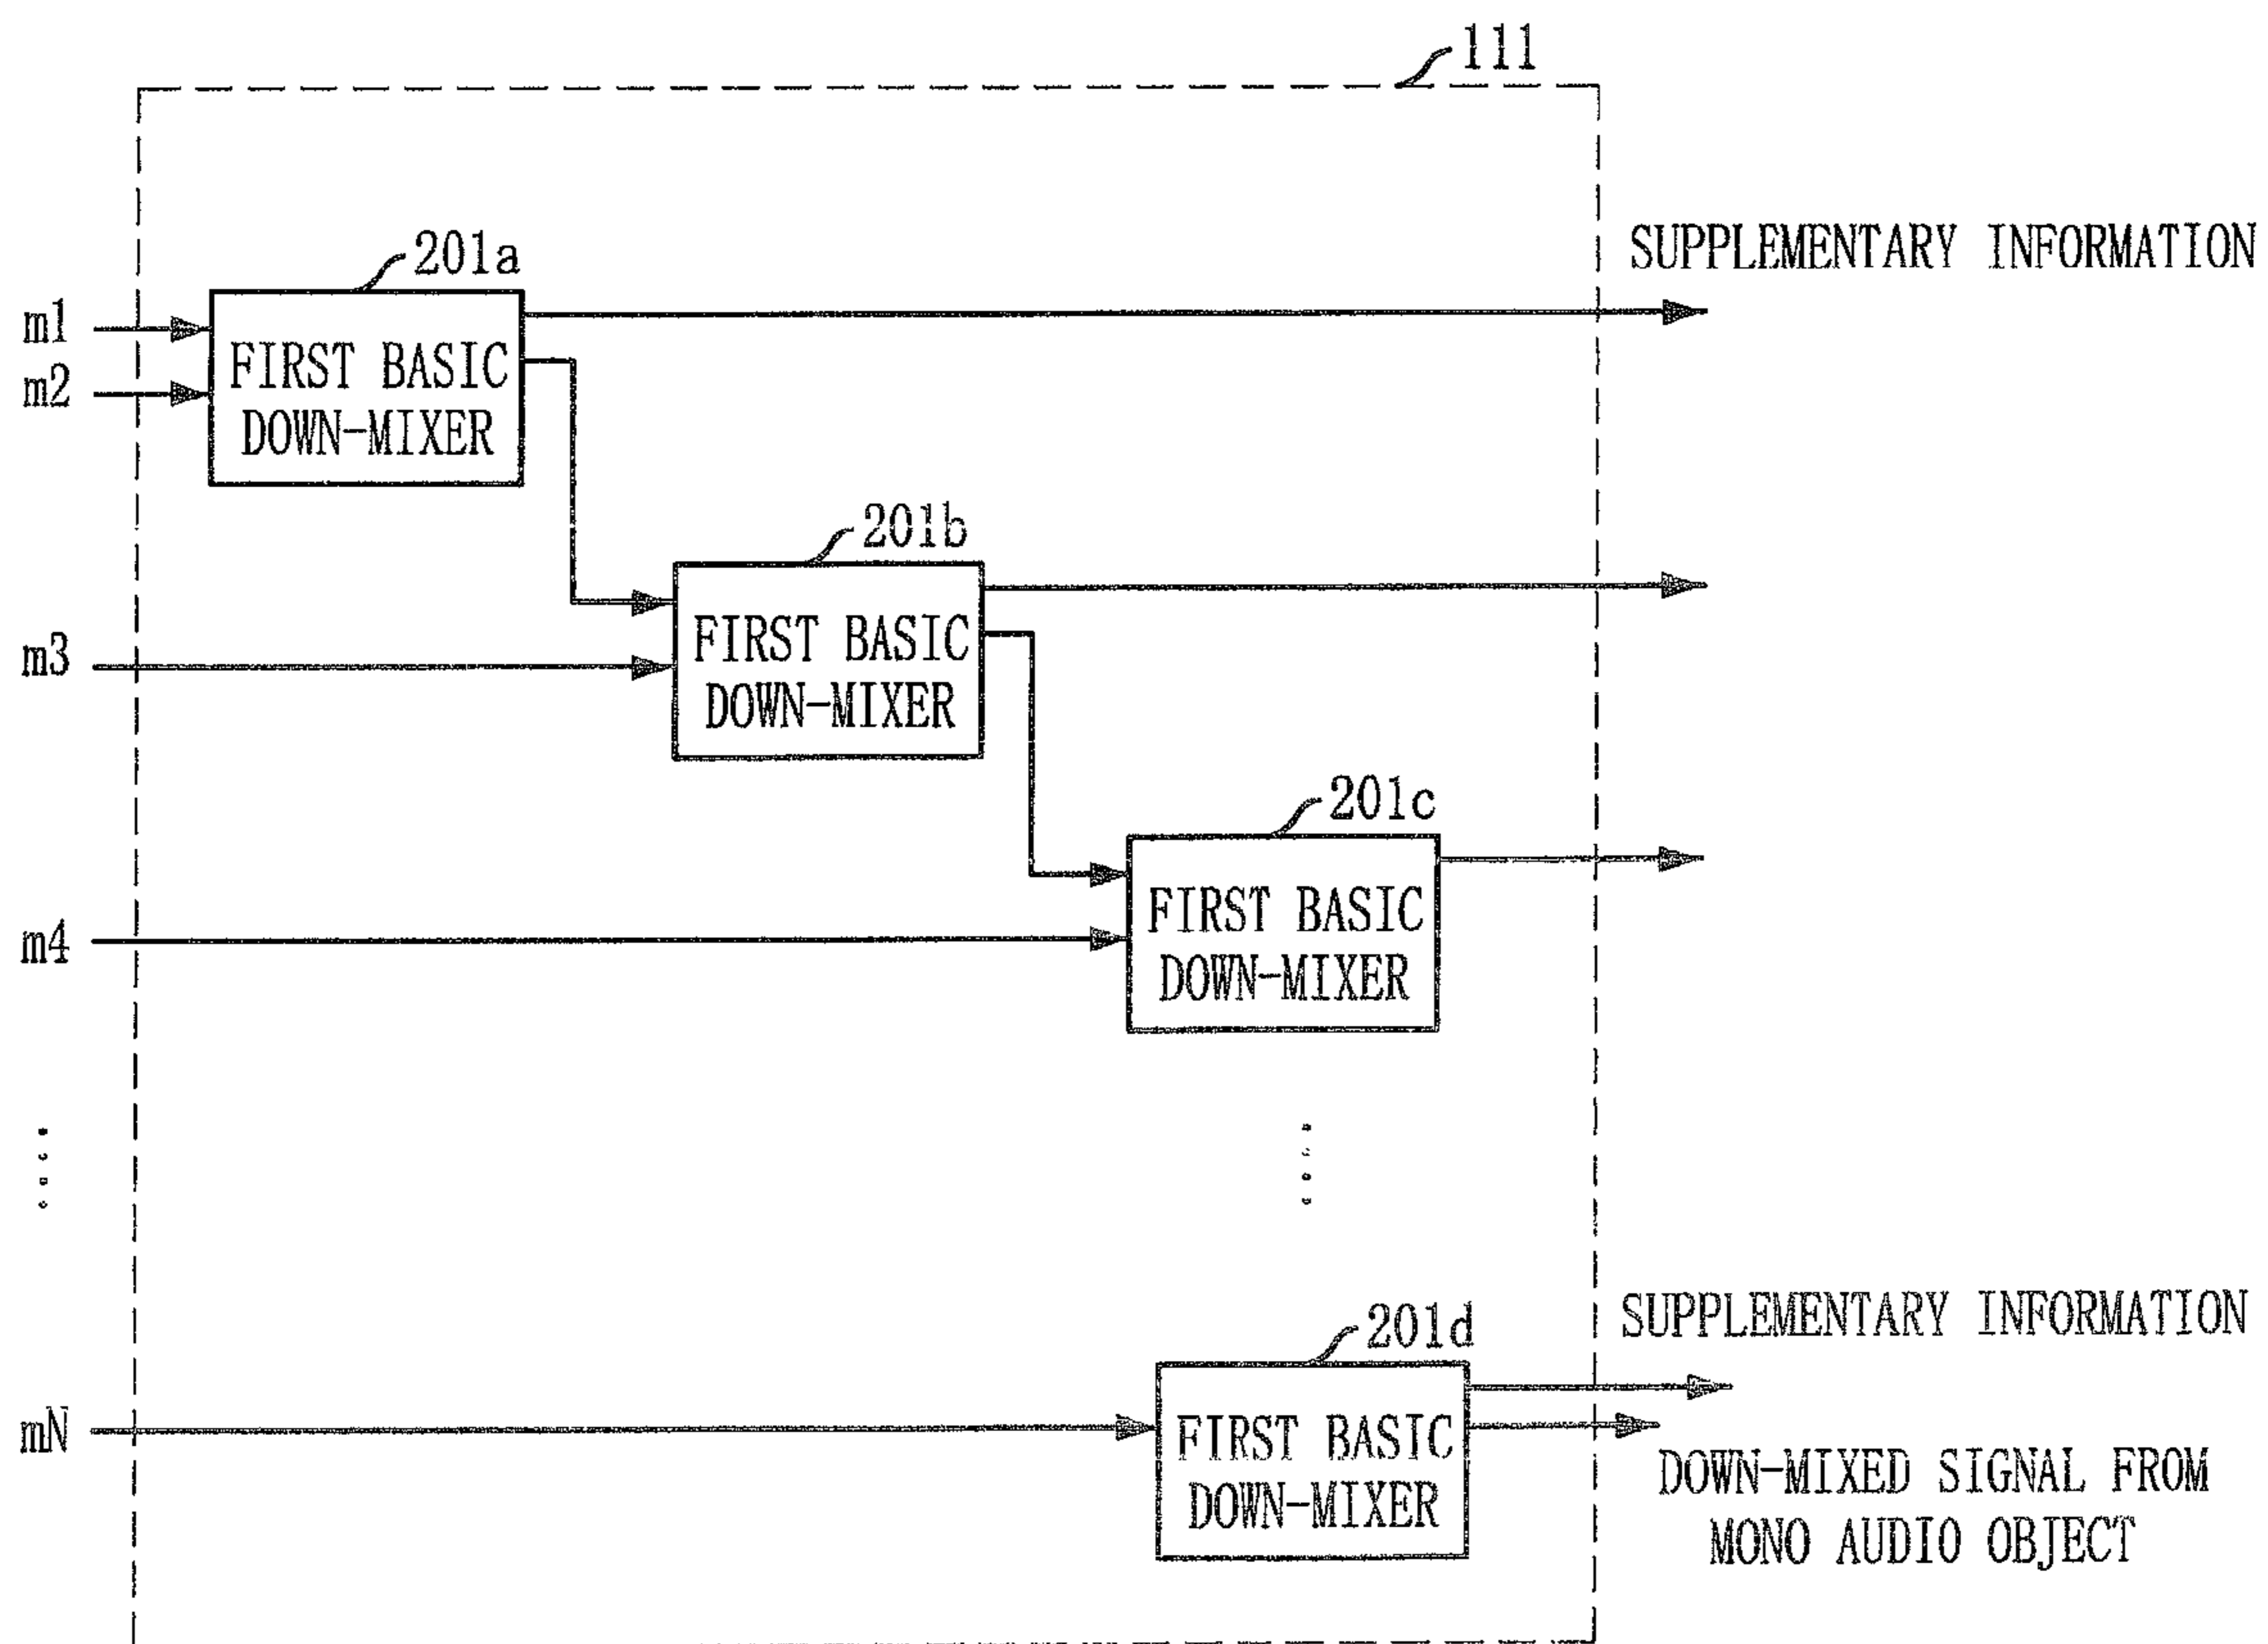 111
201a
SUPPLEMENTARY INFORMATION
m1
m2
FIRST BASIC
DOWN-MIXER
201b
m3
FIRST BASIC
DOWN-MIXER
201c
m4
FIRST BASIC
DOWN-MIXER
201d
SUPPLEMENTARY INFORMATION
mN
FIRST BASIC
DOWN-MIXER
DOWN-MIXED SIGNAL FROM
MONO AUDIO OBJECT